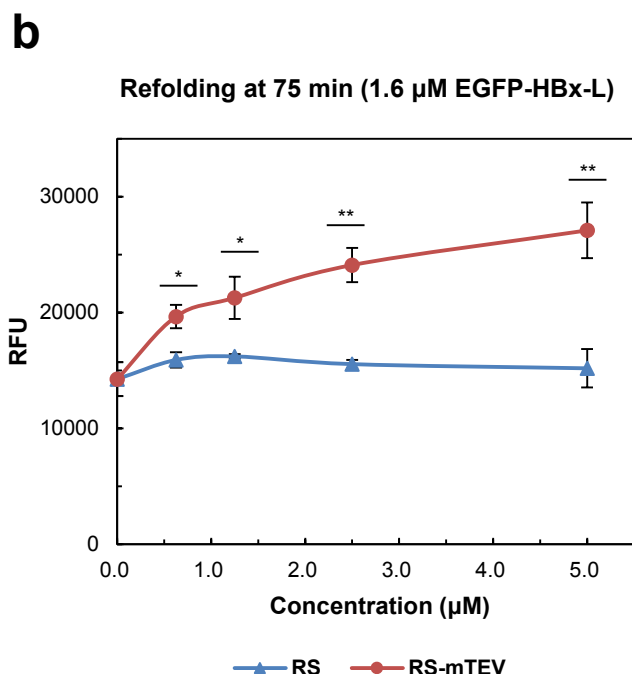 b
Refolding at 75 min (1.6 µM EGFP-HBx-L)
30000
20000
10000
0
RFU
* * ** **
0.0 1.0 2.0 3.0 4.0 5.0
Concentration (µM)
RS RS-mTEV